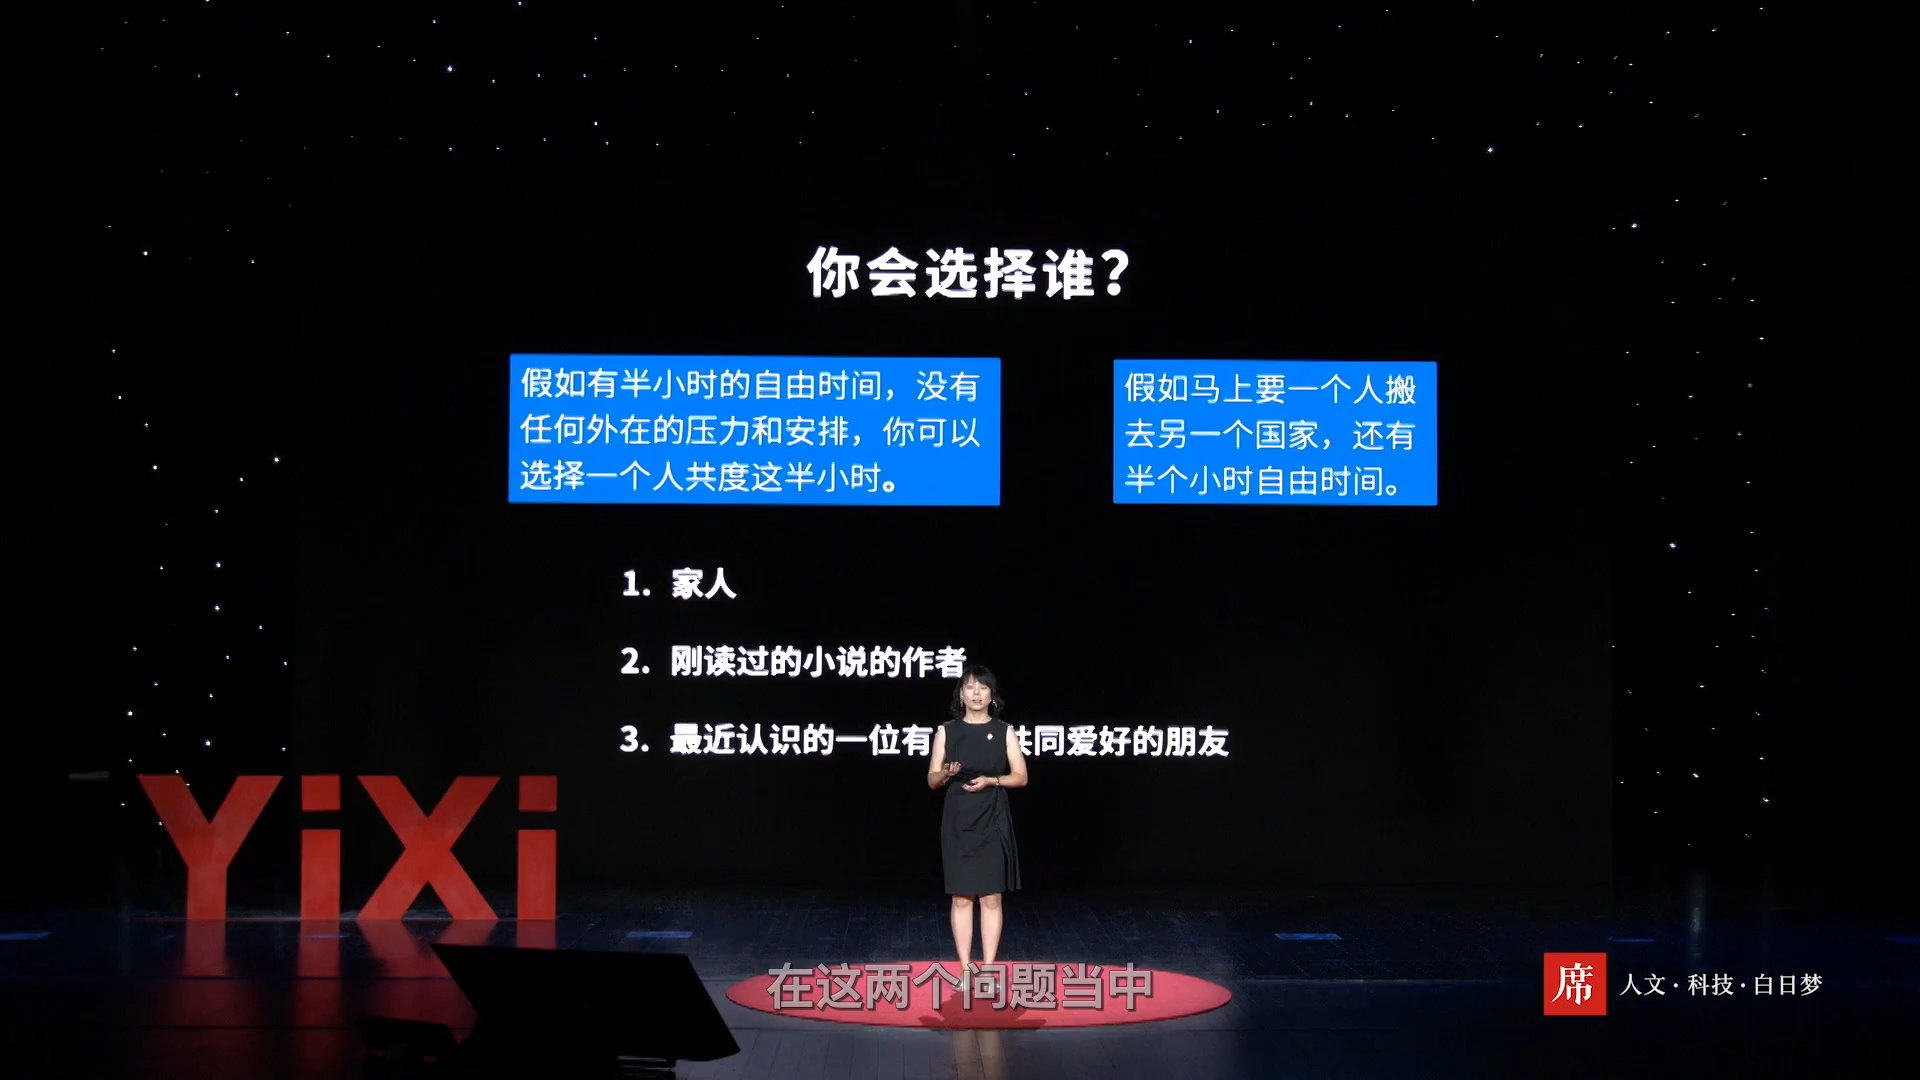 你会选择谁?
假如有半小时的自由时间，没有
任何外在的压力和安排，你可以
选择一个人共度这半小时。
假如马上要一个人搬
去另一个国家，还有
半个小时自由时间。
1. 家人
2. 刚读过的小说的作者
3. 最近认识的一位有 共同爱好的朋友
YiXi
在这两个问题当中
席 人文·科技·白日梦